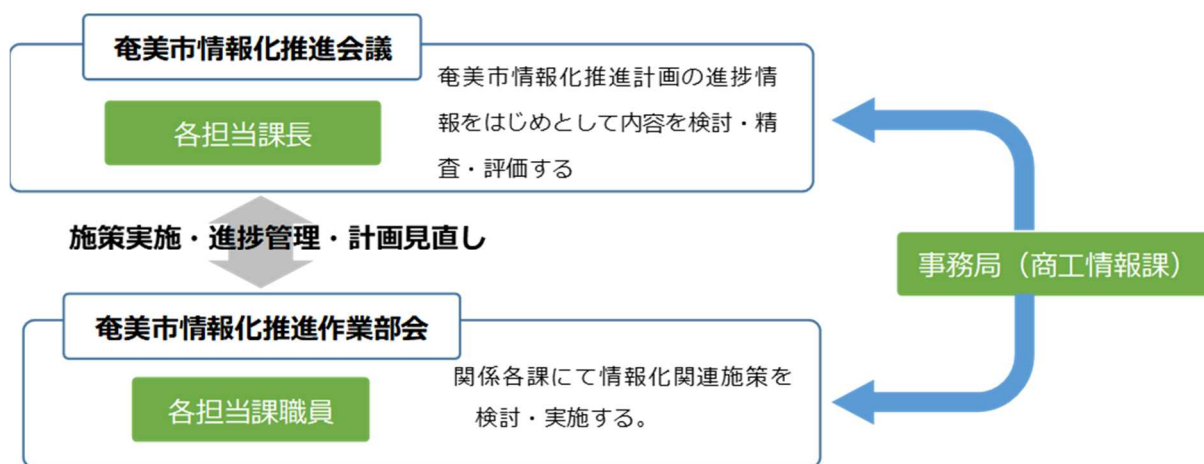 奄美市情報化推進会議
各担当課長
奄美市情報化推進計画の進捗情
報をはじめとして内容を検討・精
査・評価する
施策実施・進捗管理・計画見直し
事務局（商工情報課）
奄美市情報化推進作業部会
各担当課職員
関係各課にて情報化関連施策を
検討・実施する。